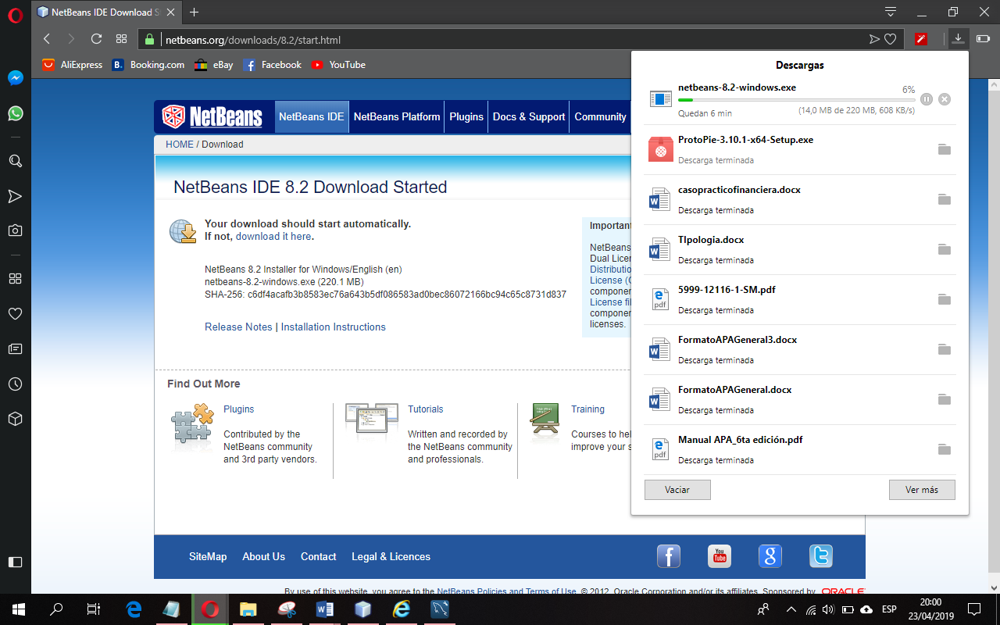 NetBeans IDE Download S
netbeans.org/downloads/8.2/start.html
AliExpress
B.
Booking.com
eBay
Facebook
YouTube
NetBeans
NetBeans IDE
NetBeans Platform
Plugins
Docs & Support
Community
HOME / Download
NetBeans IDE 8.2 Download Started
Your download should start automatically.
If not, download it here.
NetBeans 8.2 Installer for Windows/English (en)
netbeans-8.2-windows.exe (220.1 MB)
SHA-256: c6df4acafb3b8583ec76a643b5df086583ad0bec86072166bc94c65c8731d837
Release Notes | Installation Instructions
Important
NetBeans
Dual Licen
Distributio
License (C
componen
License fil
componen
licenses.
Find Out More
Plugins
Contributed by the
NetBeans community
and 3rd party vendors.
Tutorials
Written and recorded by
the NetBeans community
and professionals.
Training
Courses to hel
improve your s
Descargas
netbeans-8.2-windows.exe
6%
Quedan 6 min
(14,0 MB de 220 MB, 608 KB/s)
ProtoPie-3.10.1-x64-Setup.exe
Descarga terminada
casopracticofinanciera.docx
Descarga terminada
TIpologia.docx
Descarga terminada
5999-12116-1-SM.pdf
Descarga terminada
FormatoAPAGeneral3.docx
Descarga terminada
FormatoAPAGeneral.docx
Descarga terminada
Manual APA_6ta edición.pdf
Descarga terminada
Vaciar
Ver más
SiteMap
About Us
Contact
Legal & Licences
You
Tube
By use of this website, you agree to the NetBeans Policies and Terms of Use. © 2012, Oracle Corporation and/or its affiliates. Sponsored by ORACLE
ESP
20:00
23/04/2019